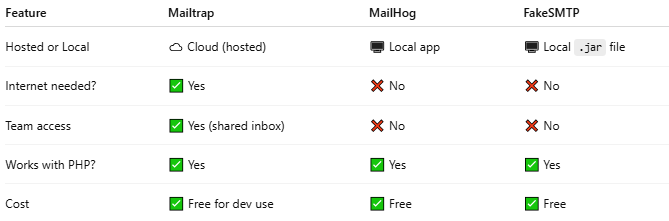 Feature Mailtrap MailHog FakeSMTP
Hosted or Local ☁ Cloud (hosted) 🖥 Local app 🖥 Local .jar file
Internet needed? ✅ Yes ❌ No ❌ No
Team access ✅ Yes (shared inbox) ❌ No ❌ No
Works with PHP? ✅ Yes ✅ Yes ✅ Yes
Cost ✅ Free for dev use ✅ Free ✅ Free